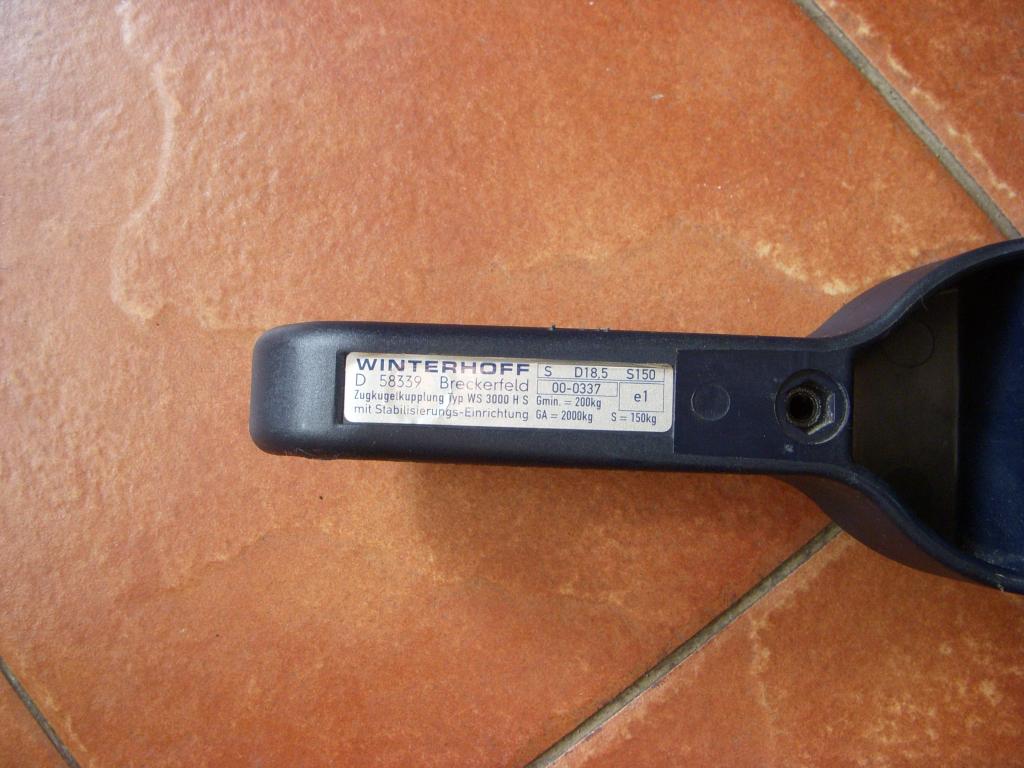 WINTERHOFF
D 58339 Breckerfeld
Zugkugelkupplung Typ WS 3000 H S
mit Stabilisierungs-Einrichtung
S D18,5 S150
00-0337
e1
Gmin. = 200kg
GA = 2000kg S = 150kg